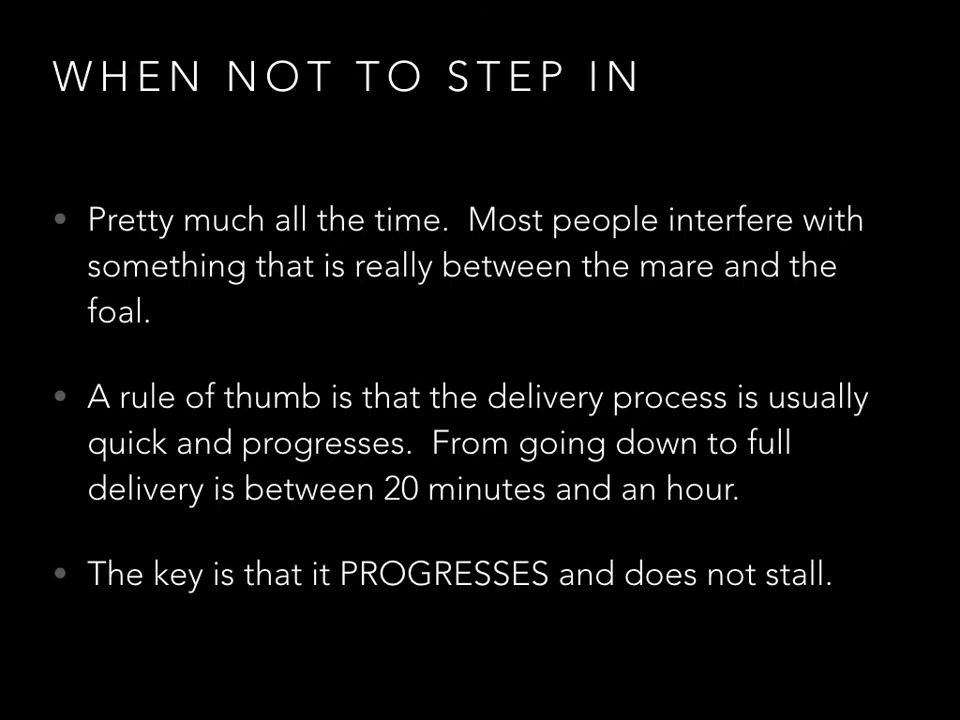 WHEN NOT TO STEP IN
• Pretty much all the time.  Most people interfere with
something that is really between the mare and the
foal.
• A rule of thumb is that the delivery process is usually
quick and progresses.  From going down to full
delivery is between 20 minutes and an hour.
• The key is that it PROGRESSES and does not stall.